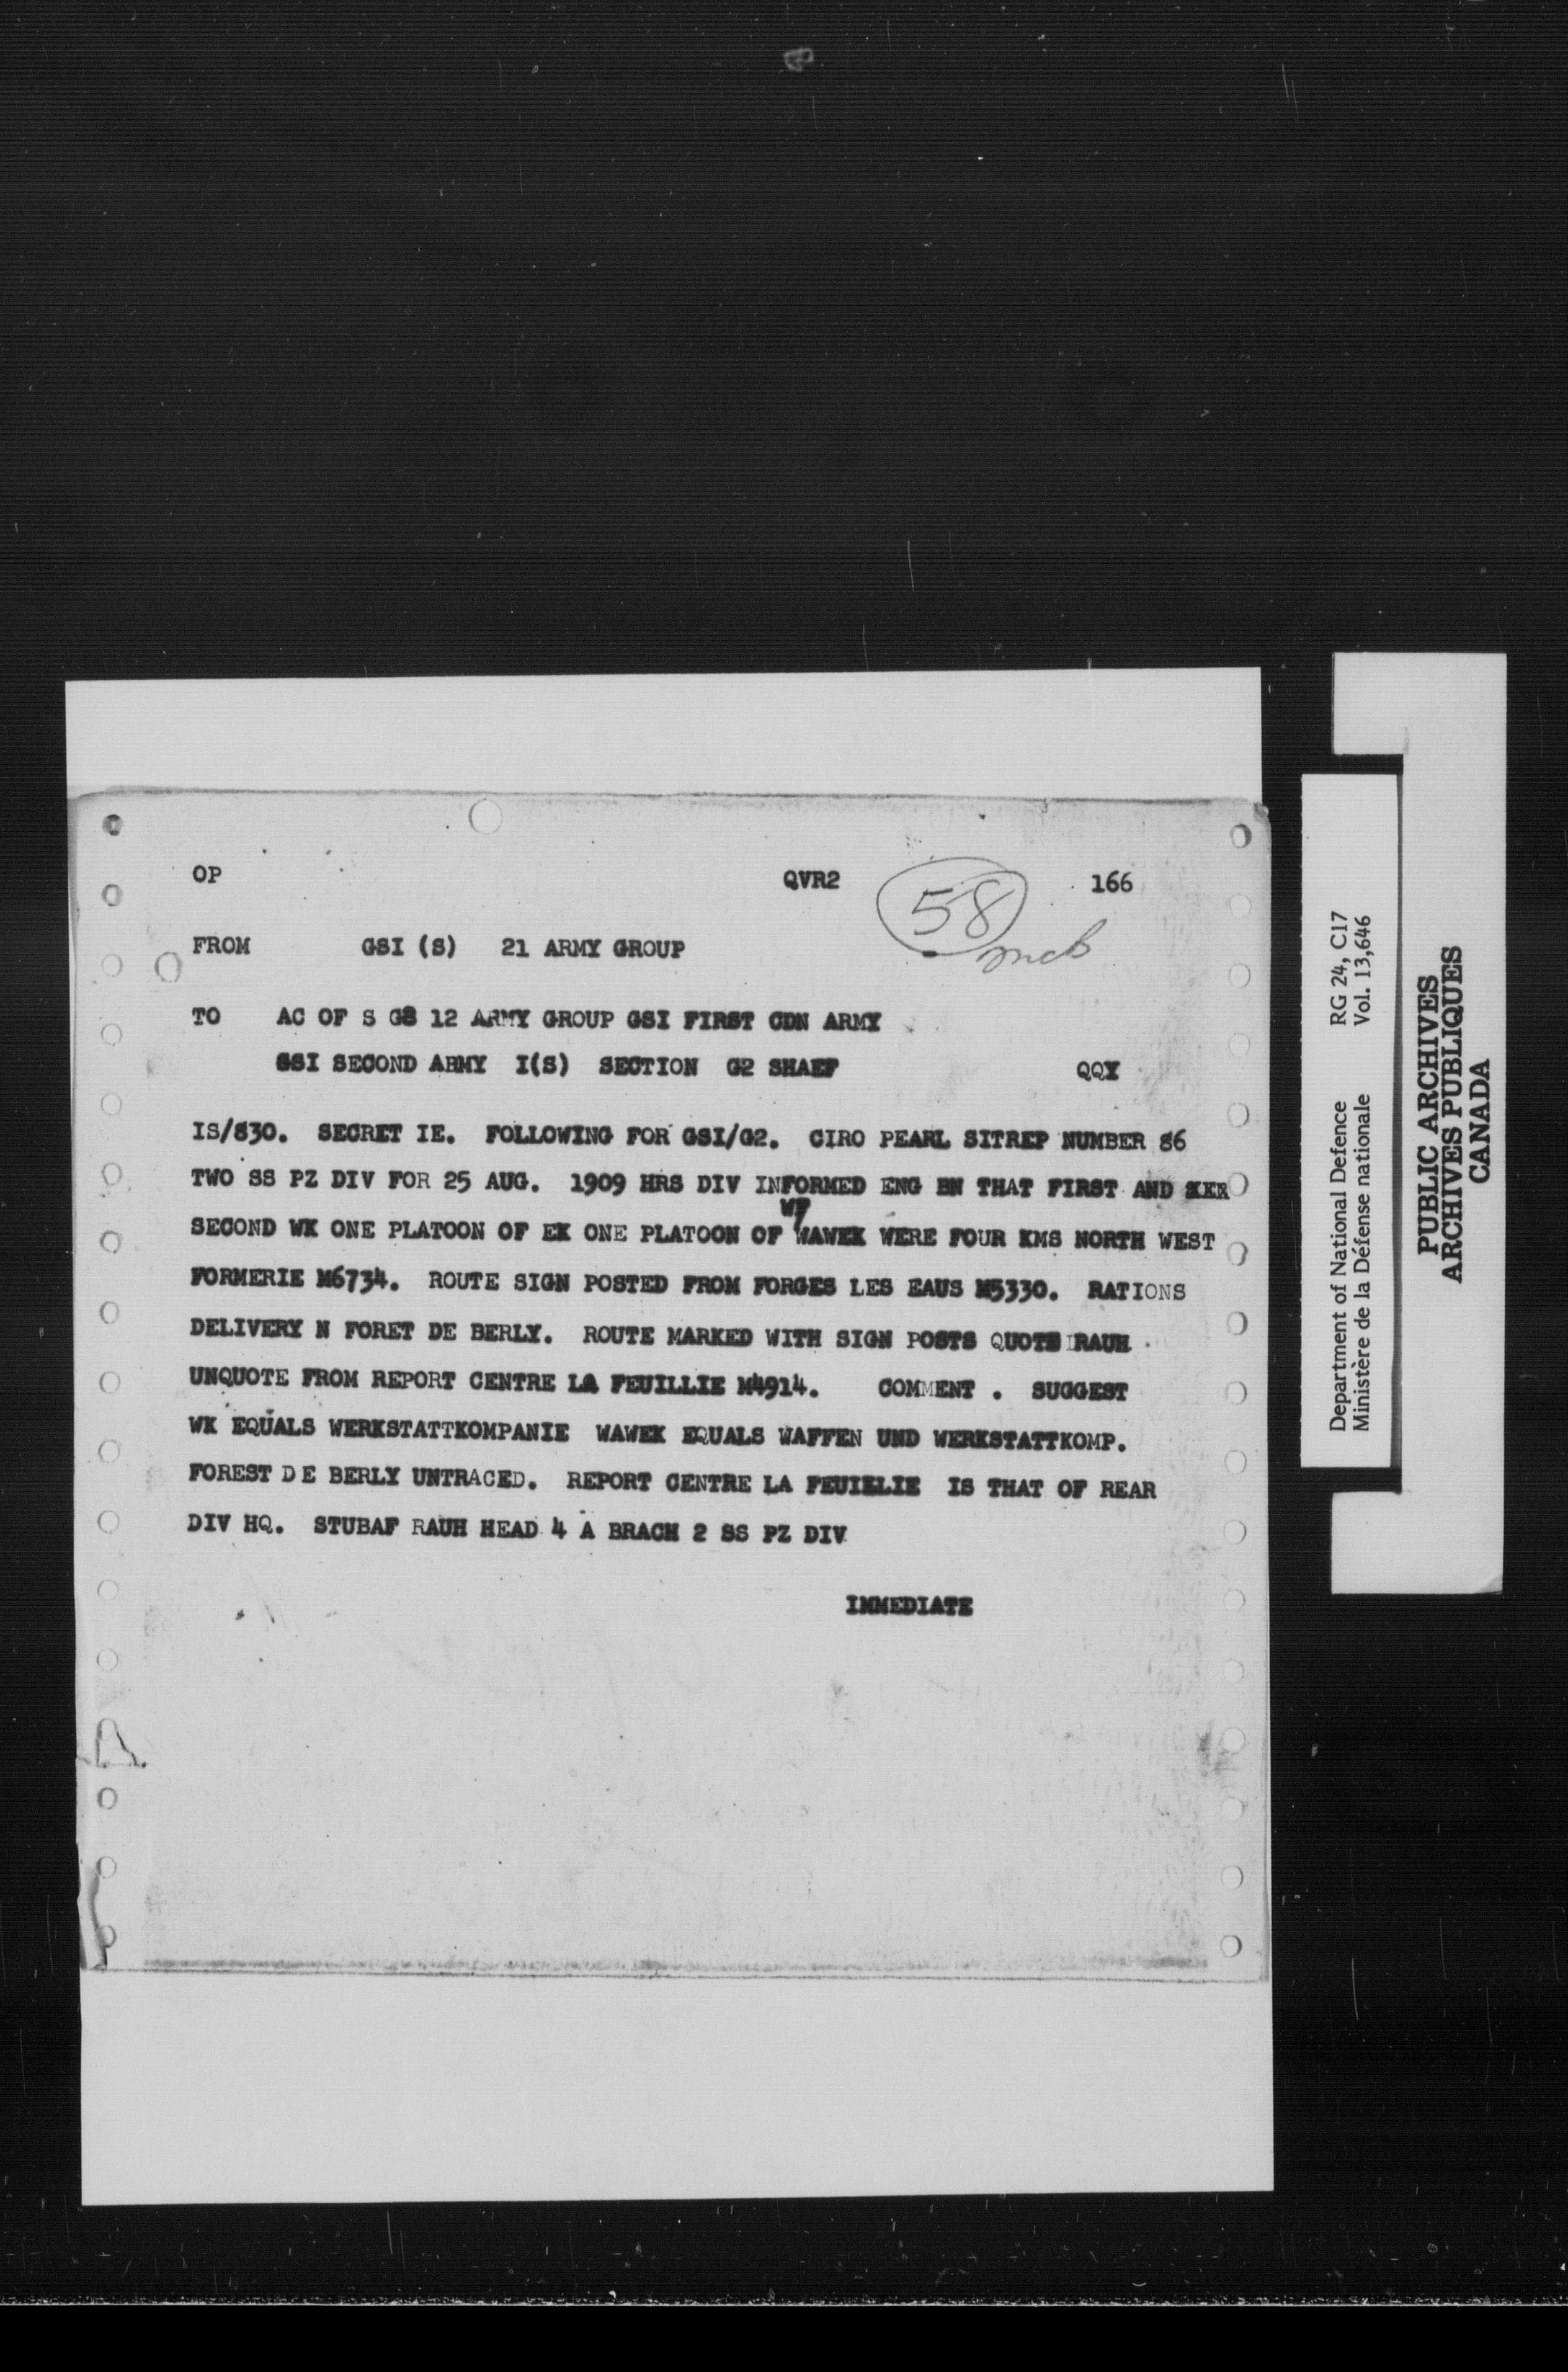 OP QVR2 58 166
mcb
FROM GSI (S) 21 ARMY GROUP
TO AC OF S G2 12 ARMY GROUP GSI FIRST CDN ARMY
GSI SECOND ARMY I(S) SECTION G2 SHAEF QQY
IS/830. SECRET IE. FOLLOWING FOR GSI/G2. CIRO PEARL SITREP NUMBER 86
TWO SS PZ DIV FOR 25 AUG. 1909 HRS DIV INFORMED ENG BN THAT FIRST AND
SECOND WK ONE PLATOON OF EK ONE PLATOON OF WAWEK WERE FOUR KMS NORTH WEST
FORMERIE M6734. ROUTE SIGN POSTED FROM FORGES LES EAUS M5330. RATIONS
DELIVERY N FORET DE BERLY. ROUTE MARKED WITH SIGN POSTS QUOTE RAUH
UNQUOTE FROM REPORT CENTRE LA FEUILLIE M4914. COMMENT . SUGGEST
WK EQUALS WERKSTATTKOMPANIE WAWEK EQUALS WAFFEN UND WERKSTATTKOMP.
FOREST DE BERLY UNTRACED. REPORT CENTRE LA FEUILLIE IS THAT OF REAR
DIV HQ. STUBAF RAUH HEAD 4 A BRACH 2 SS PZ DIV
IMMEDIATE
Department of National Defence RG 24, C17
Ministère de la Défense nationale Vol. 13,646
PUBLIC ARCHIVES
ARCHIVES PUBLIQUES
CANADA